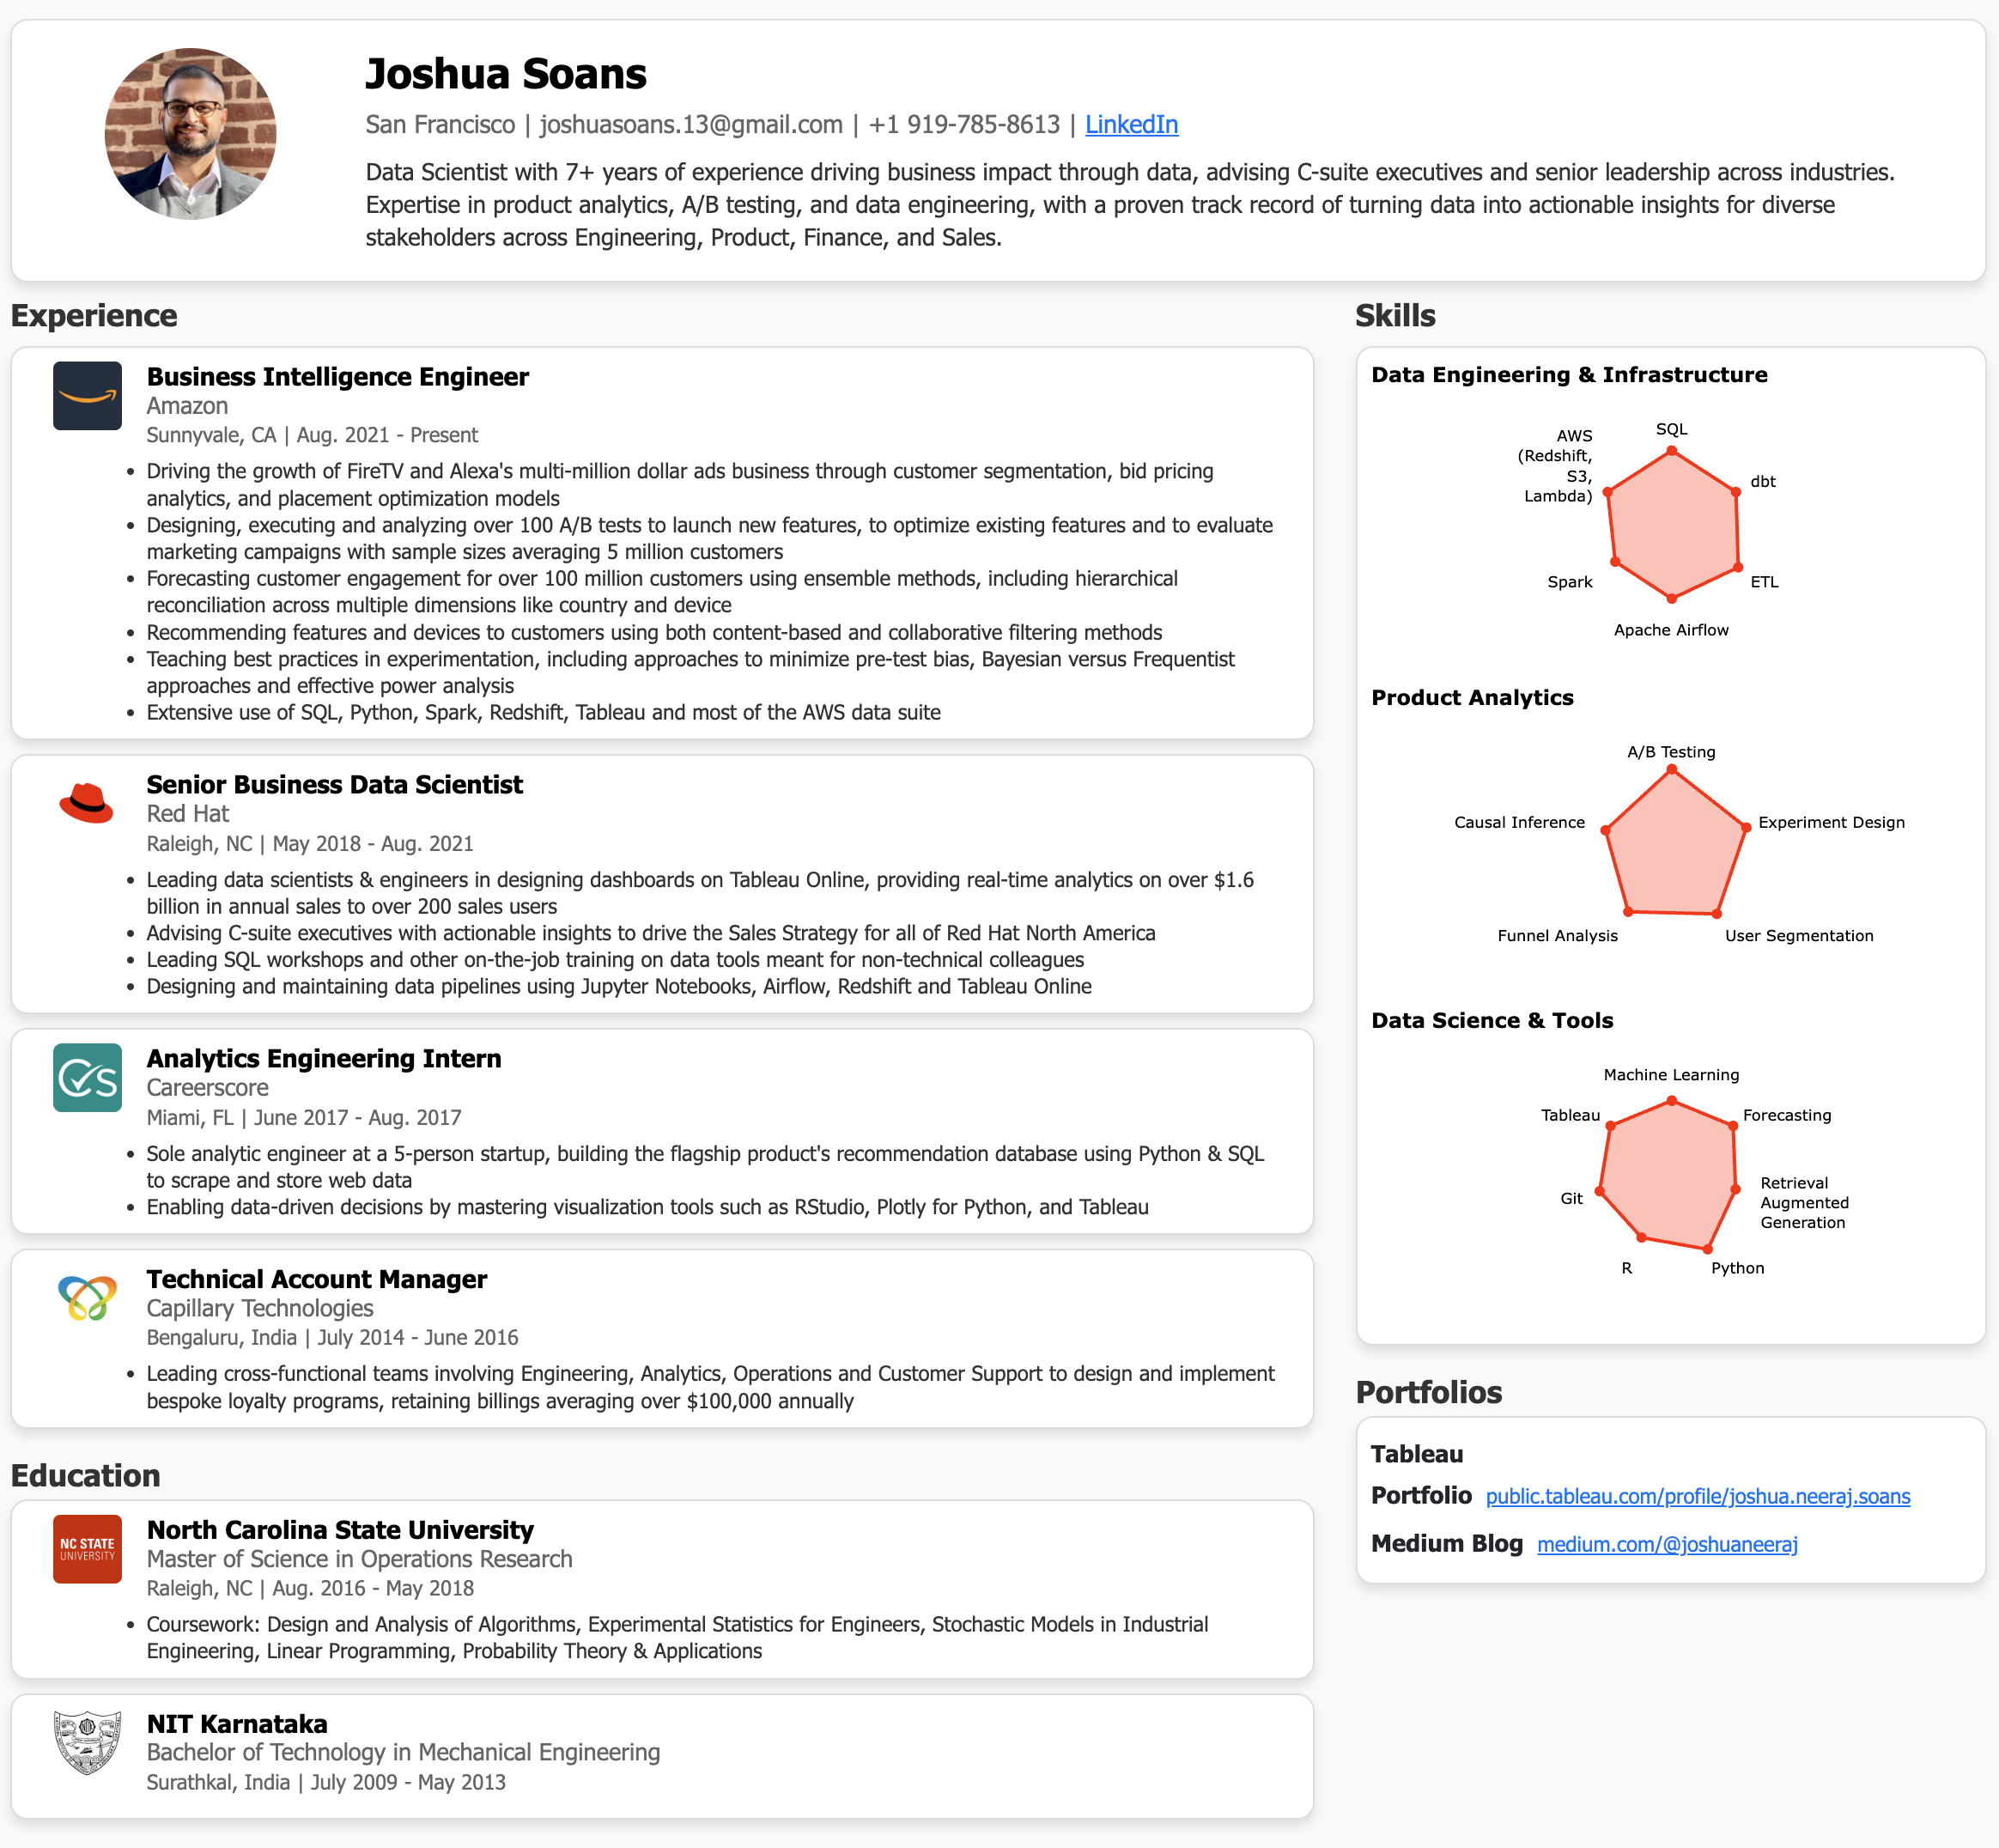 Joshua Soans
San Francisco | joshuasoans.13@gmail.com | +1 919-785-8613 | LinkedIn
Data Scientist with 7+ years of experience driving business impact through data, advising C-suite executives and senior leadership across industries.
Expertise in product analytics, A/B testing, and data engineering, with a proven track record of turning data into actionable insights for diverse
stakeholders across Engineering, Product, Finance, and Sales.
Experience
Business Intelligence Engineer
Amazon
Sunnyvale, CA | Aug. 2021 - Present
• Driving the growth of FireTV and Alexa's multi-million dollar ads business through customer segmentation, bid pricing
analytics, and placement optimization models
• Designing, executing and analyzing over 100 A/B tests to launch new features, to optimize existing features and to evaluate
marketing campaigns with sample sizes averaging 5 million customers
• Forecasting customer engagement for over 100 million customers using ensemble methods, including hierarchical
reconciliation across multiple dimensions like country and device
• Recommending features and devices to customers using both content-based and collaborative filtering methods
• Teaching best practices in experimentation, including approaches to minimize pre-test bias, Bayesian versus Frequentist
approaches and effective power analysis
• Extensive use of SQL, Python, Spark, Redshift, Tableau and most of the AWS data suite
Senior Business Data Scientist
Red Hat
Raleigh, NC | May 2018 - Aug. 2021
• Leading data scientists & engineers in designing dashboards on Tableau Online, providing real-time analytics on over $1.6
billion in annual sales to over 200 sales users
• Advising C-suite executives with actionable insights to drive the Sales Strategy for all of Red Hat North America
• Leading SQL workshops and other on-the-job training on data tools meant for non-technical colleagues
• Designing and maintaining data pipelines using Jupyter Notebooks, Airflow, Redshift and Tableau Online
CS
Analytics Engineering Intern
Careerscore
Miami, FL | June 2017 - Aug. 2017
• Sole analytic engineer at a 5-person startup, building the flagship product's recommendation database using Python & SQL
to scrape and store web data
• Enabling data-driven decisions by mastering visualization tools such as RStudio, Plotly for Python, and Tableau
Technical Account Manager
Capillary Technologies
Bengaluru, India | July 2014 - June 2016
• Leading cross-functional teams involving Engineering, Analytics, Operations and Customer Support to design and implement
bespoke loyalty programs, retaining billings averaging over $100,000 annually
Education
NC STATE
UNIVERSITY
North Carolina State University
Master of Science in Operations Research
Raleigh, NC | Aug. 2016 - May 2018
• Coursework: Design and Analysis of Algorithms, Experimental Statistics for Engineers, Stochastic Models in Industrial
Engineering, Linear Programming, Probability Theory & Applications
NIT Karnataka
Bachelor of Technology in Mechanical Engineering
Surathkal, India | July 2009 - May 2013
Skills
Data Engineering & Infrastructure
SQL
AWS
(Redshift,
S3,
Lambda)
dbt
Spark
ETL
Apache Airflow
Product Analytics
A/B Testing
Causal Inference
Experiment Design
Funnel Analysis
User Segmentation
Data Science & Tools
Machine Learning
Tableau
Forecasting
Git
Retrieval
Augmented
Generation
R
Python
Portfolios
Tableau
Portfolio public.tableau.com/profile/joshua.neeraj.soans
Medium Blog medium.com/@joshuaneeraj